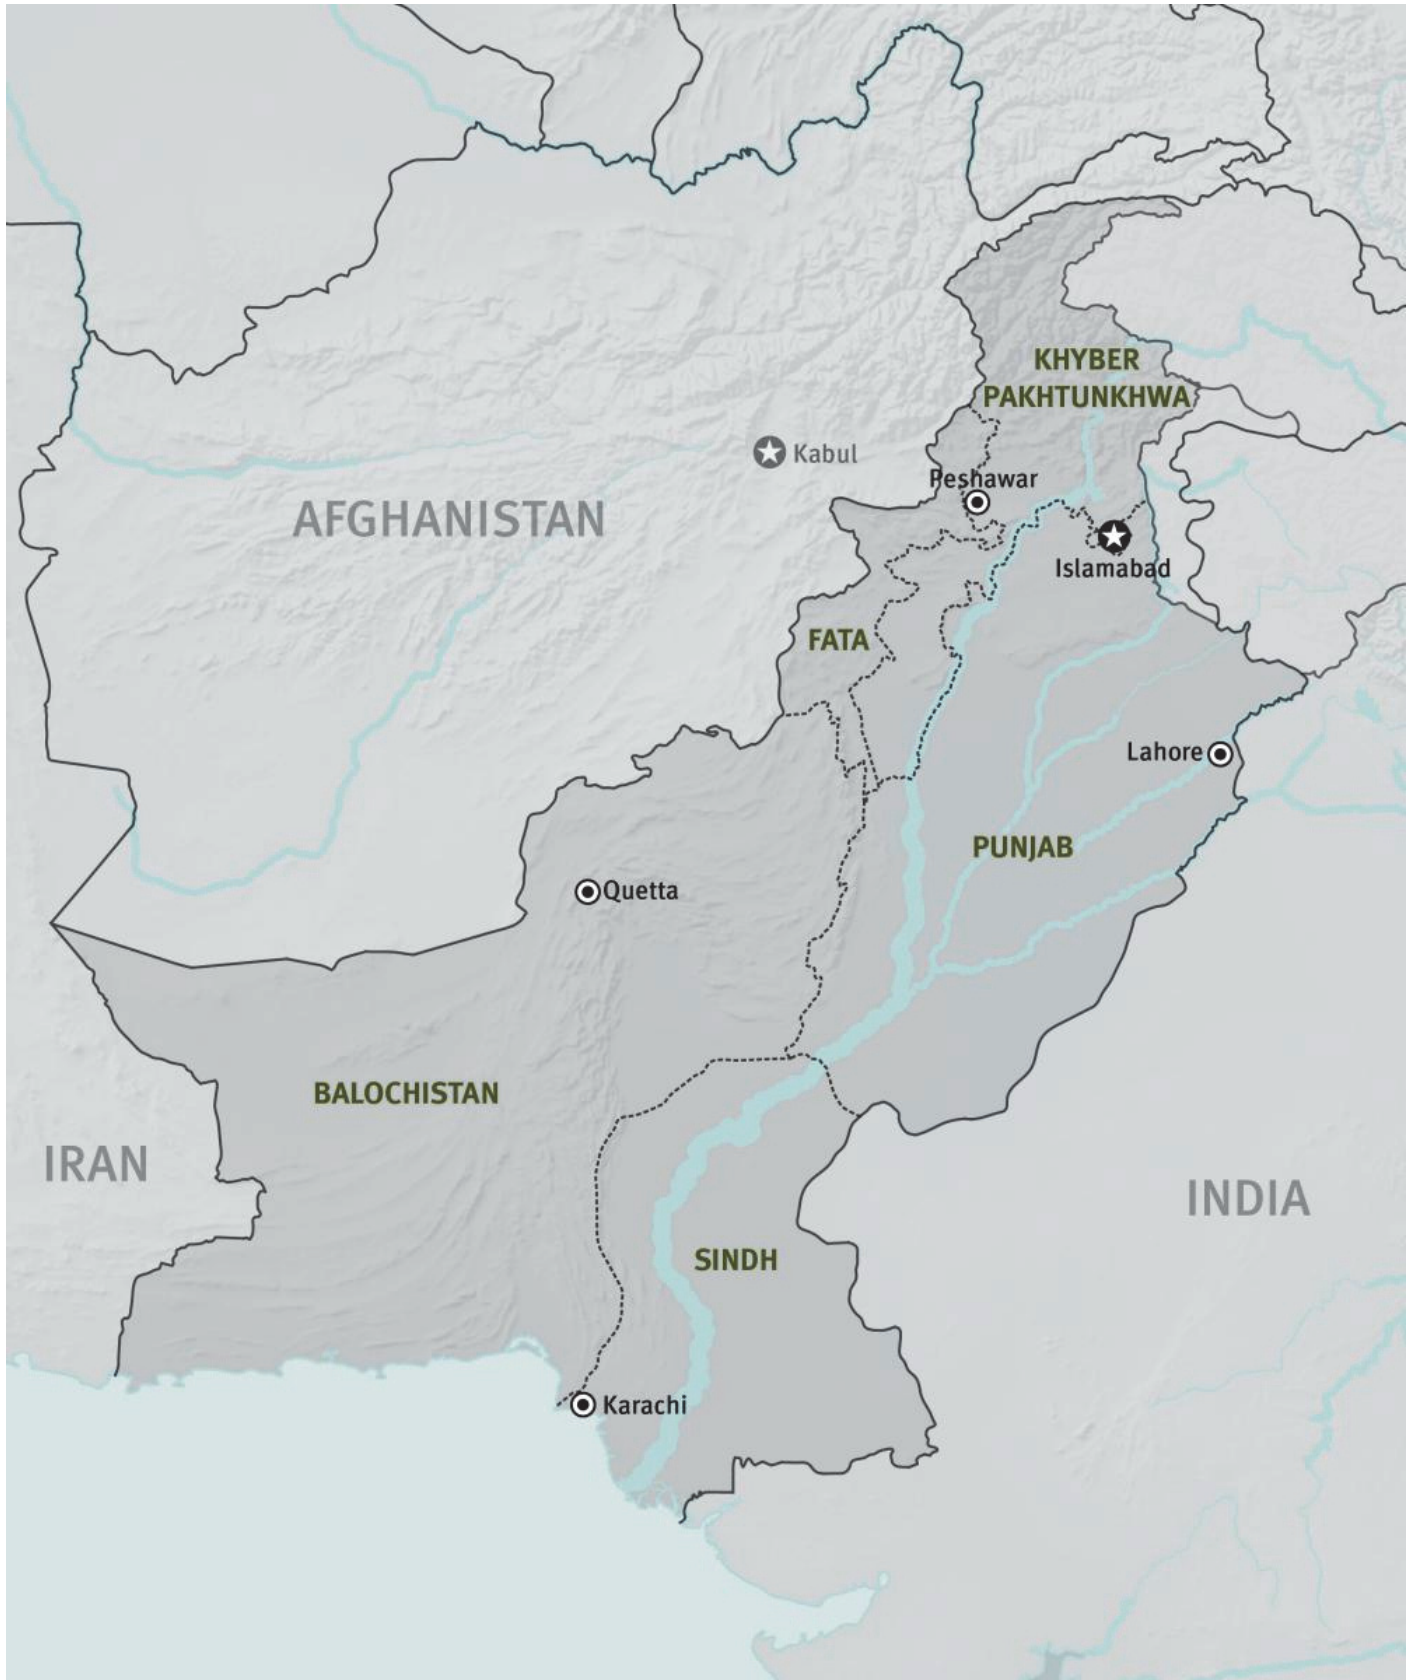 KHYBER
PAKHTUNKHWA
Kabul
Peshawar
AFGHANISTAN
Islamabad
FATA
Lahore
PUNJAB
Quetta
BALOCHISTAN
IRAN
INDIA
SINDH
Karachi